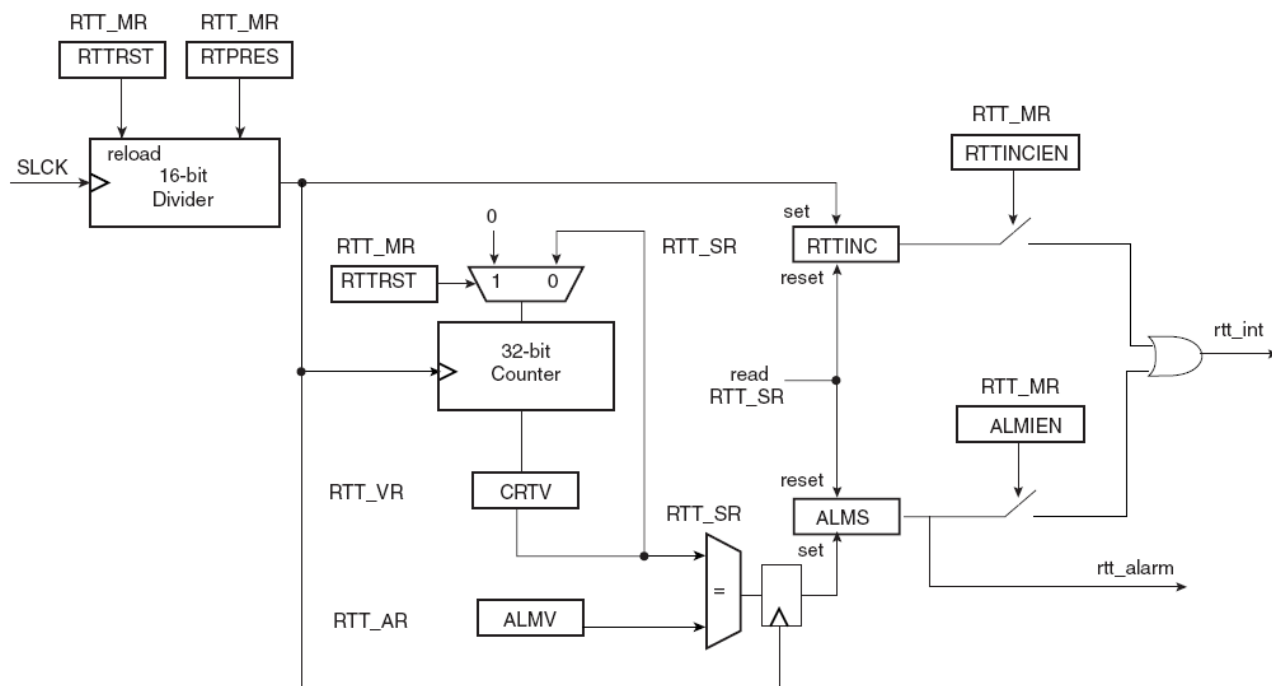 RTT_MR
RTTRST
RTT_MR
RTPRES
SLCK
reload
16-bit
Divider
RTT_MR
RTTINCIEN
0
set
RTT_MR
RTTRST
1 0
RTT_SR
RTTINC
reset
32-bit
Counter
rtt_int
read
RTT_SR
RTT_MR
ALMIEN
reset
RTT_VR
CRTV
RTT_SR
ALMS
set
rtt_alarm
=
RTT_AR
ALMV